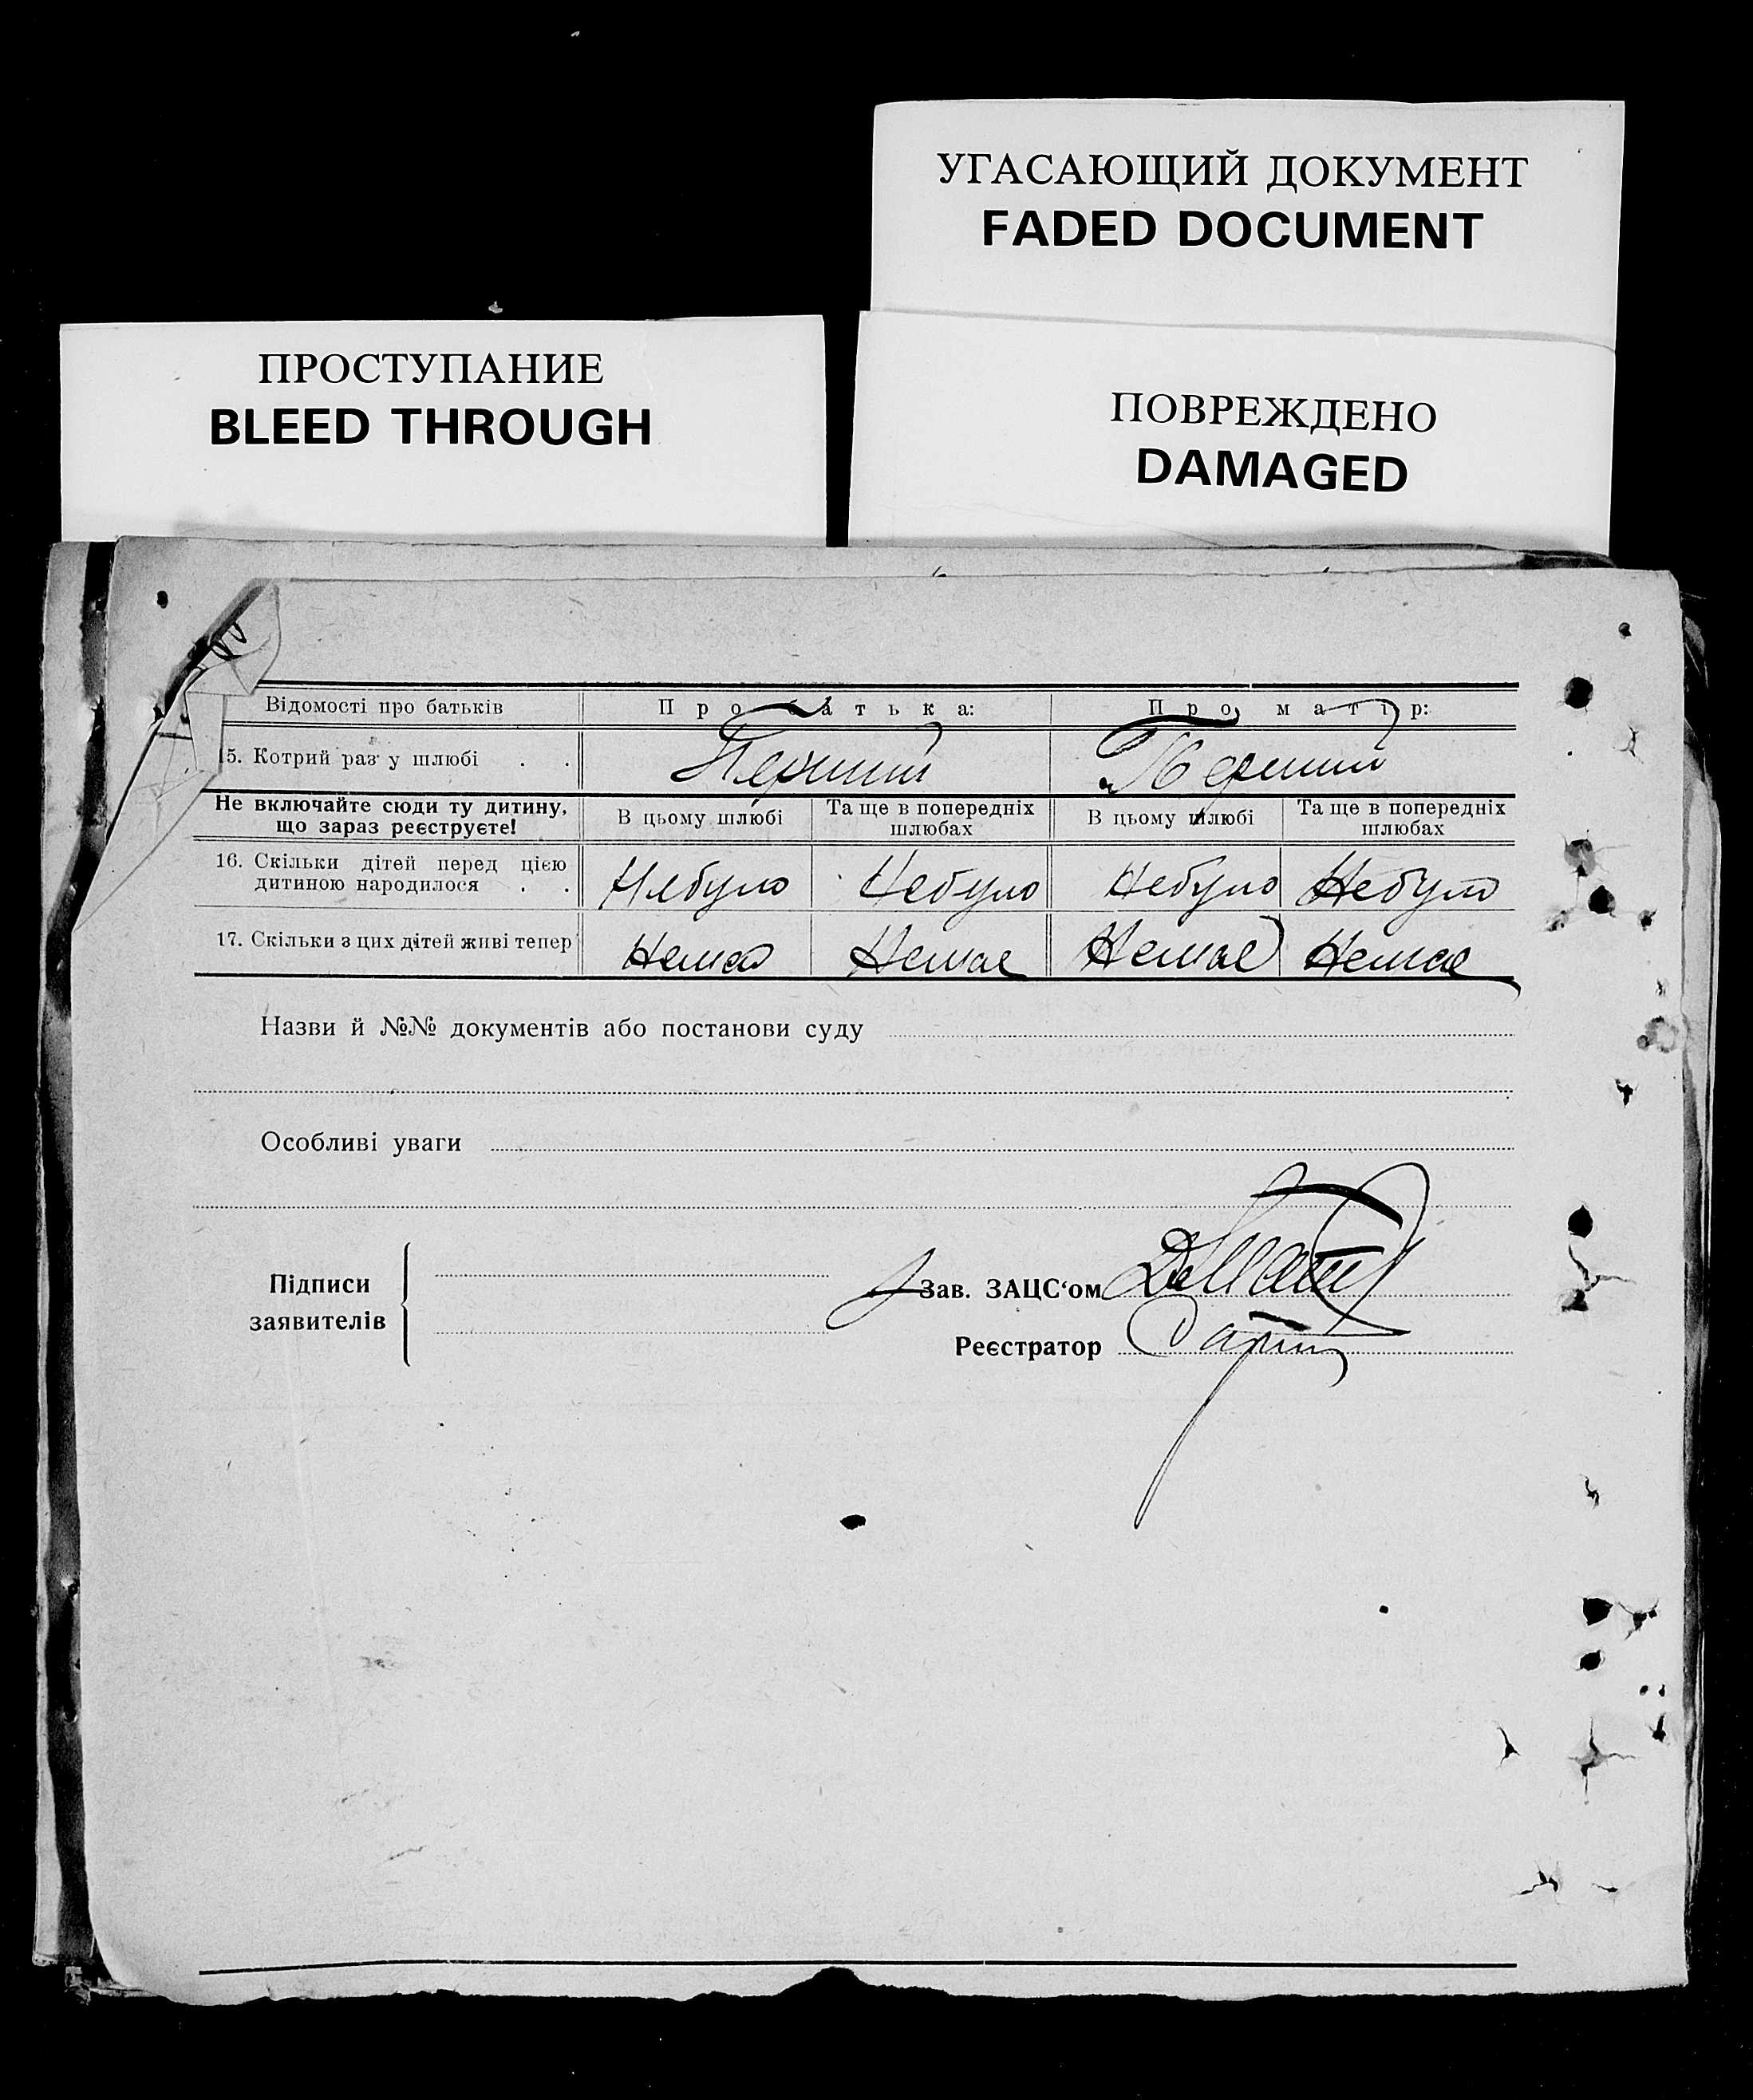 УГАСАЮЩИЙ ДОКУМЕНТ
FADED DOCUMENT
ПРОСТУПАНИЕ
BLEED THROUGH
ПОВРЕЖДЕНО
DAMAGED
Відомості про батьків Про батька: Про матір:
15. Котрий раз у шлюбі . . Перший Перший
Не включайте сюди ту дитину, що зараз реєструєте! В цьому шлюбі Та ще в попередніх шлюбах В цьому шлюбі Та ще в попередніх шлюбах
16. Скільки дітей перед цією
дитиною народилося . . Небуло Небуло Небуло Небуло
17. Скільки з цих дітей живі тепер Немає Немає Немає Немає
Назви й №№ документів або постанови суду
Особливі уваги
Підписи
заявителів
Зав. ЗАЦС‘ом
Реєстратор